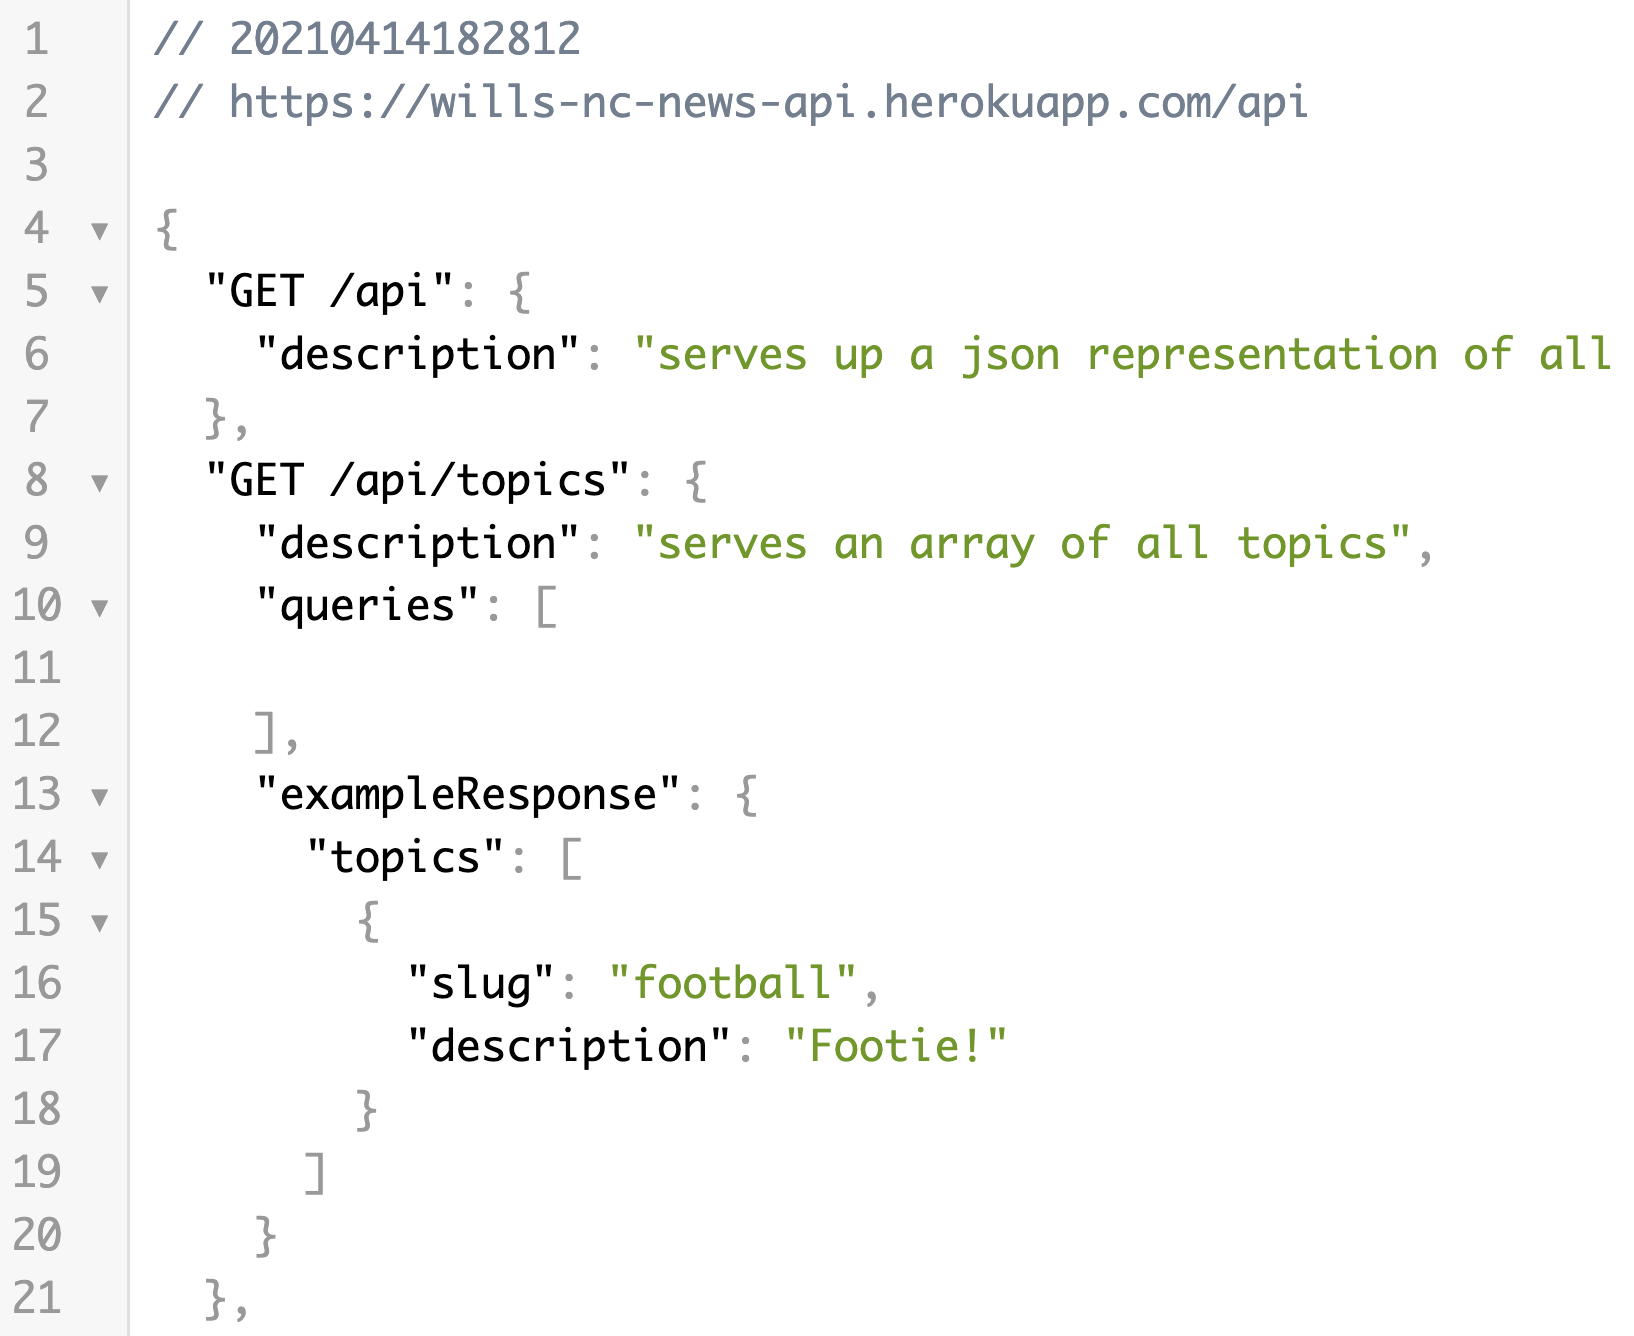 1 // 20210414182812
2 // https://wills-nc-news-api.herokuapp.com/api
3
4 ▼ {
5 ▼   "GET /api": {
6     "description": "serves up a json representation of all
7   },
8 ▼   "GET /api/topics": {
9     "description": "serves an array of all topics",
10 ▼     "queries": [
11
12     ],
13 ▼     "exampleResponse": {
14 ▼       "topics": [
15 ▼         {
16           "slug": "football",
17           "description": "Footie!"
18         }
19       ]
20     }
21   },